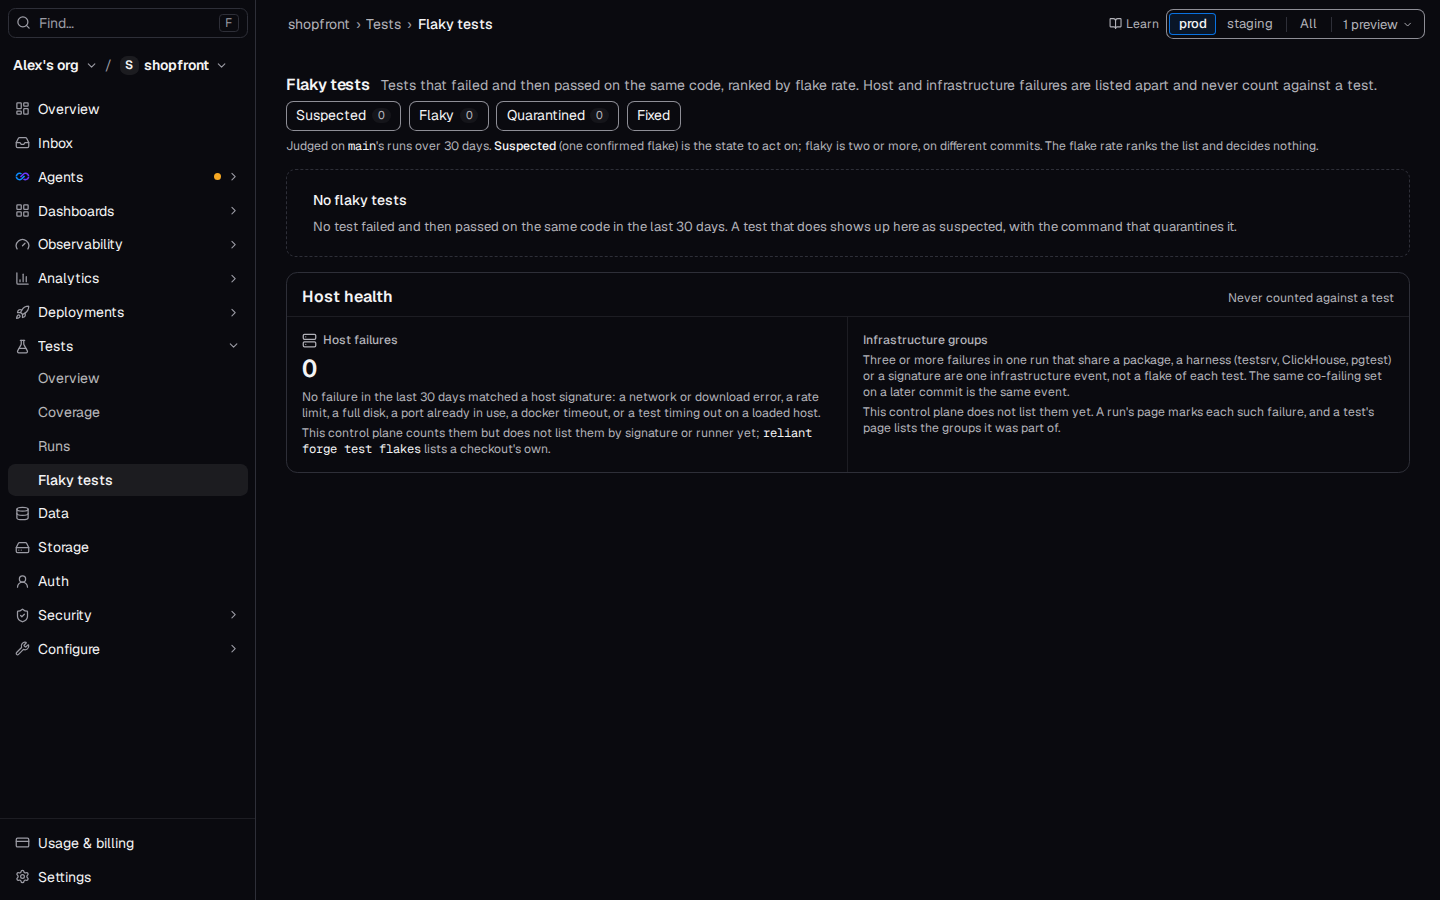 Find...
F
Alex's org
/
S
shopfront
Overview
Inbox
Agents
Dashboards
Observability
Analytics
Deployments
Tests
Overview
Coverage
Runs
Flaky tests
Data
Storage
Auth
Security
Configure
Usage & billing
Settings
shopfront › Tests › Flaky tests
Learn
prod
staging
All
1 preview
Flaky tests Tests that failed and then passed on the same code, ranked by flake rate. Host and infrastructure failures are listed apart and never count against a test.
Suspected 0
Flaky 0
Quarantined 0
Fixed
Judged on main's runs over 30 days. Suspected (one confirmed flake) is the state to act on; flaky is two or more, on different commits. The flake rate ranks the list and decides nothing.
No flaky tests
No test failed and then passed on the same code in the last 30 days. A test that does shows up here as suspected, with the command that quarantines it.
Host health
Never counted against a test
Host failures
0
No failure in the last 30 days matched a host signature: a network or download error, a rate
limit, a full disk, a port already in use, a docker timeout, or a test timing out on a loaded host.
This control plane counts them but does not list them by signature or runner yet; reliant
forge test flakes lists a checkout's own.
Infrastructure groups
Three or more failures in one run that share a package, a harness (testsrv, ClickHouse, pgtest)
or a signature are one infrastructure event, not a flake of each test. The same co-failing set
on a later commit is the same event.
This control plane does not list them yet. A run's page marks each such failure, and a test's
page lists the groups it was part of.